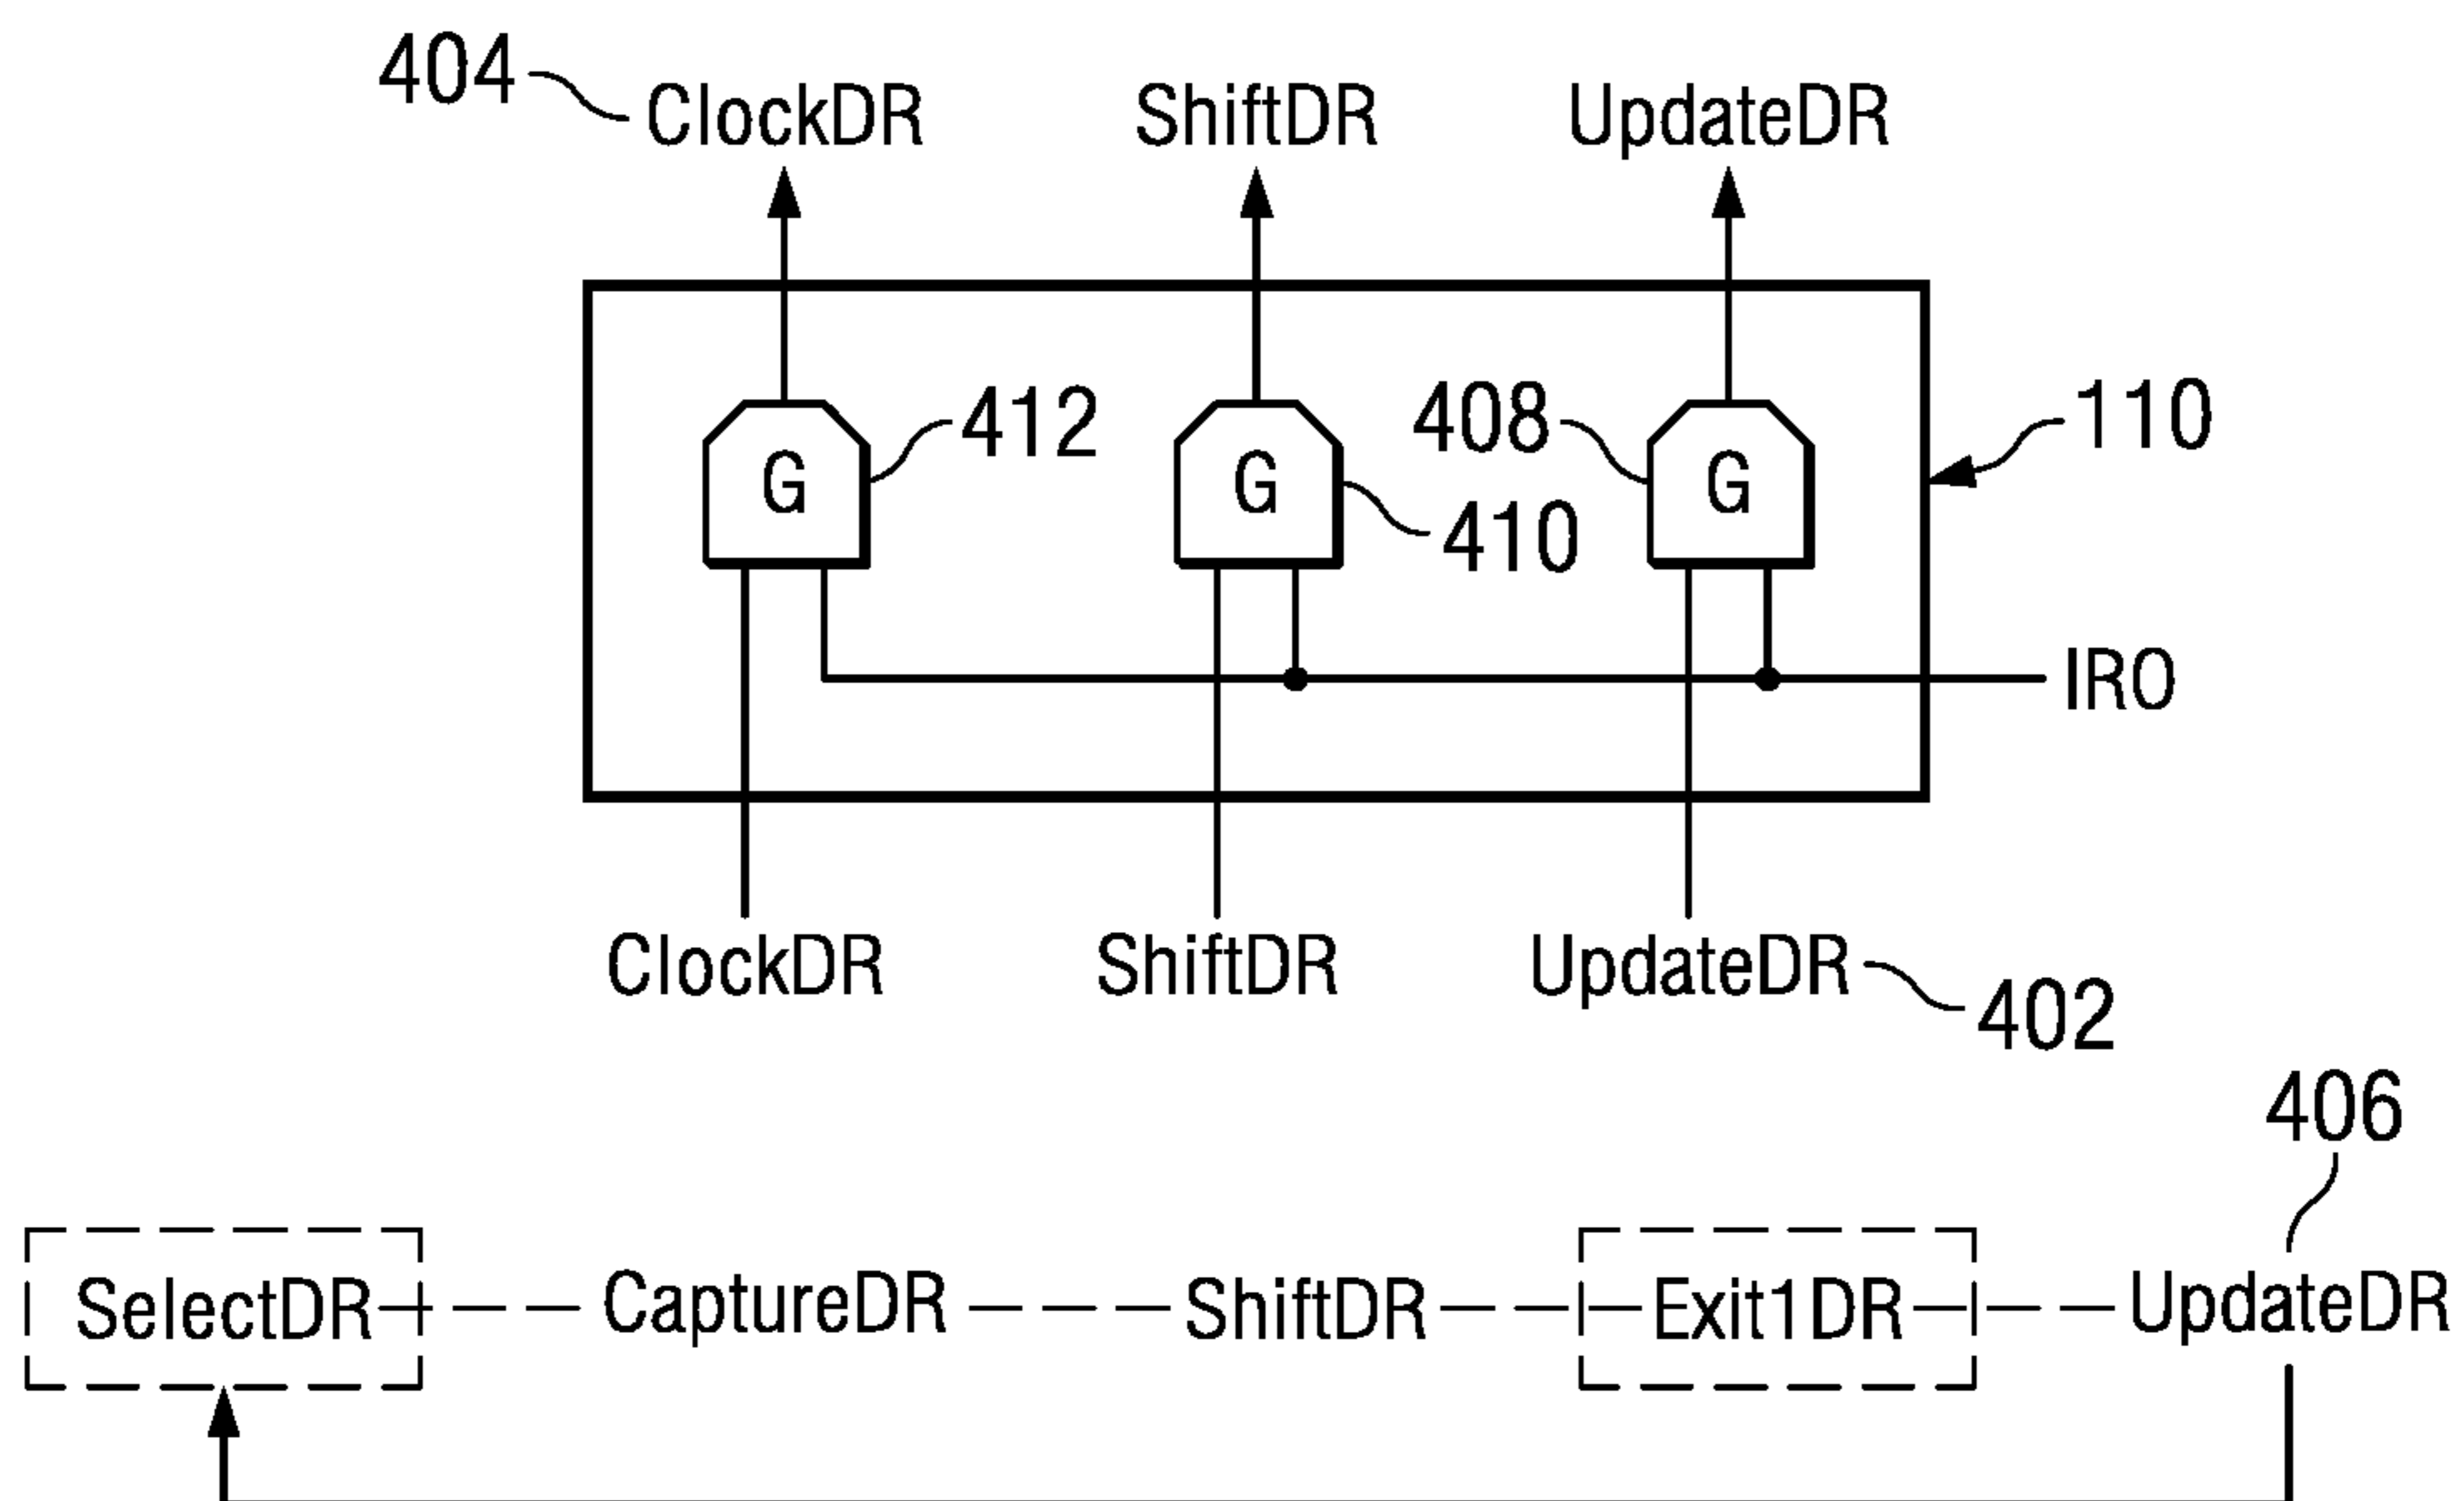 404 ClockDR ShiftDR UpdateDR
412 408 110
G G G
410
IRO
ClockDR ShiftDR UpdateDR
402
406
SelectDR CaptureDR ShiftDR Exit1DR UpdateDR